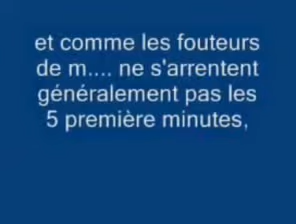 et comme les fouteurs
de m.... ne s'arrentent
généralement pas les
5 première minutes,